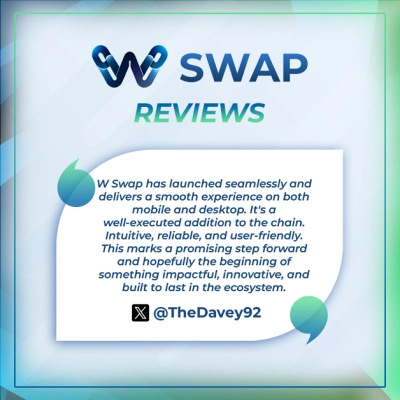 W SWAP
REVIEWS
W Swap has launched seamlessly and
delivers a smooth experience on both
mobile and desktop. It's a
well-executed addition to the chain.
Intuitive, reliable, and user-friendly.
This marks a promising step forward
and hopefully the beginning of
something impactful, innovative, and
built to last in the ecosystem.
X @TheDavey92